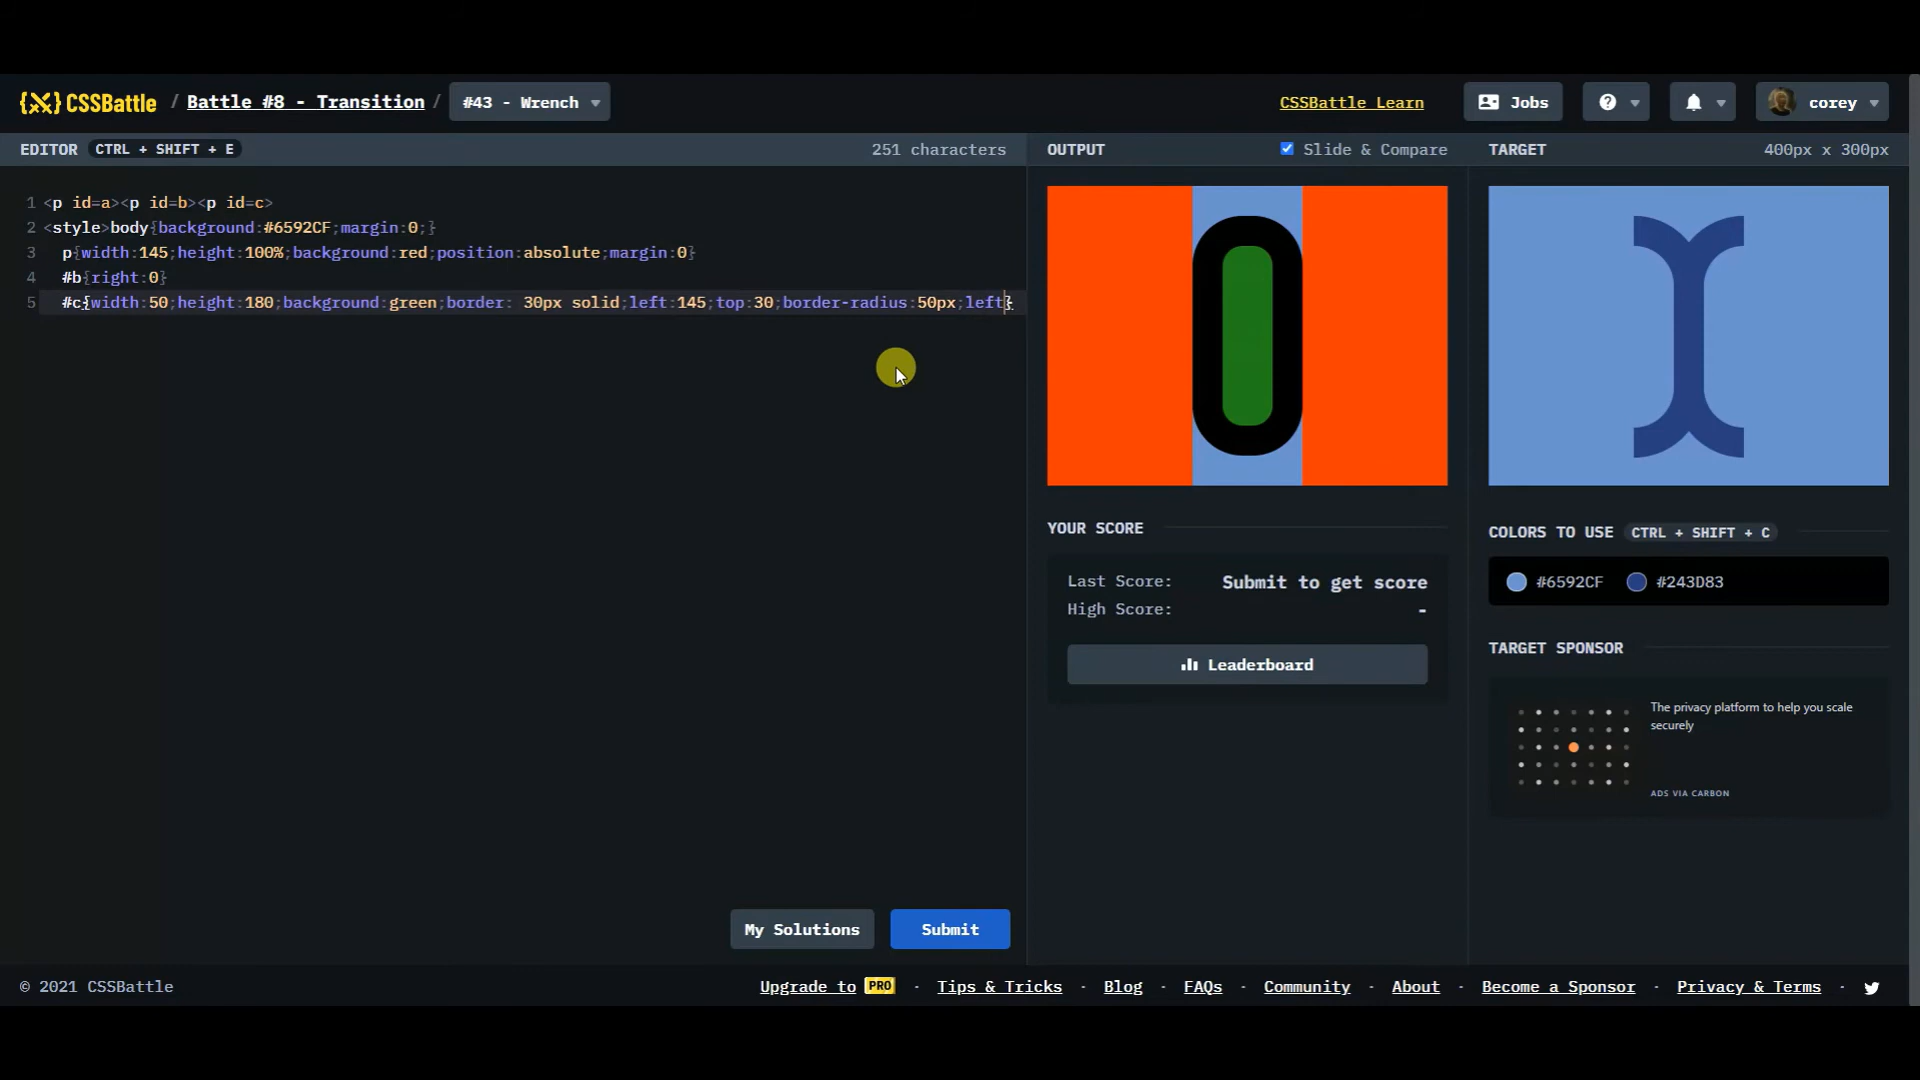 CSSBattle / Battle #8 - Transition / #43 - Wrench
CSSBattle Learn
Jobs
corey
EDITOR CTRL + SHIFT + E
251 characters
OUTPUT
Slide & Compare
TARGET
400px x 300px
1 <p id=a><p id=b><p id=c>
2 <style>body{background:#6592CF;margin:0;}
3 p{width:145;height:100%;background:red;position:absolute;margin:0}
4 #b{right:0}
5 #c{width:50;height:180;background:green;border: 30px solid;left:145;top:30;border-radius:50px;left}
YOUR SCORE
Last Score: Submit to get score
High Score: -
Leaderboard
COLORS TO USE CTRL + SHIFT + C
#6592CF #243D83
TARGET SPONSOR
The privacy platform to help you scale
securely
ADS VIA CARBON
My Solutions
Submit
© 2021 CSSBattle
Upgrade to PRO · Tips & Tricks · Blog · FAQs · Community · About · Become a Sponsor · Privacy & Terms ·